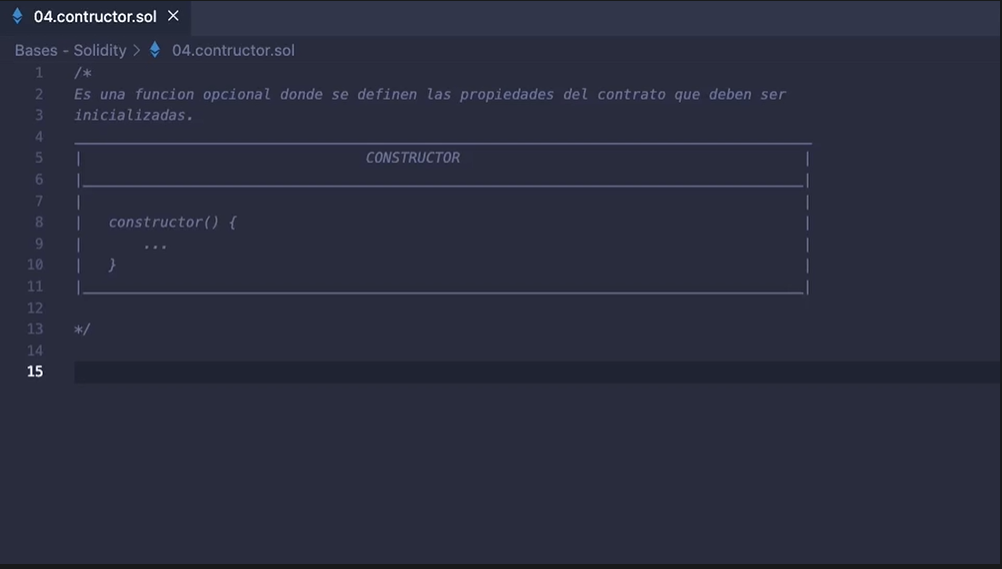 04.contructor.sol ×
Bases - Solidity > 04.contructor.sol
1 /*
2 Es una funcion opcional donde se definen las propiedades del contrato que deben ser
3 inicializadas.
4
5 | CONSTRUCTOR |
6 | |
7 | |
8 | constructor() { |
9 | ... |
10 | } |
11 | |
12
13 */
14
15